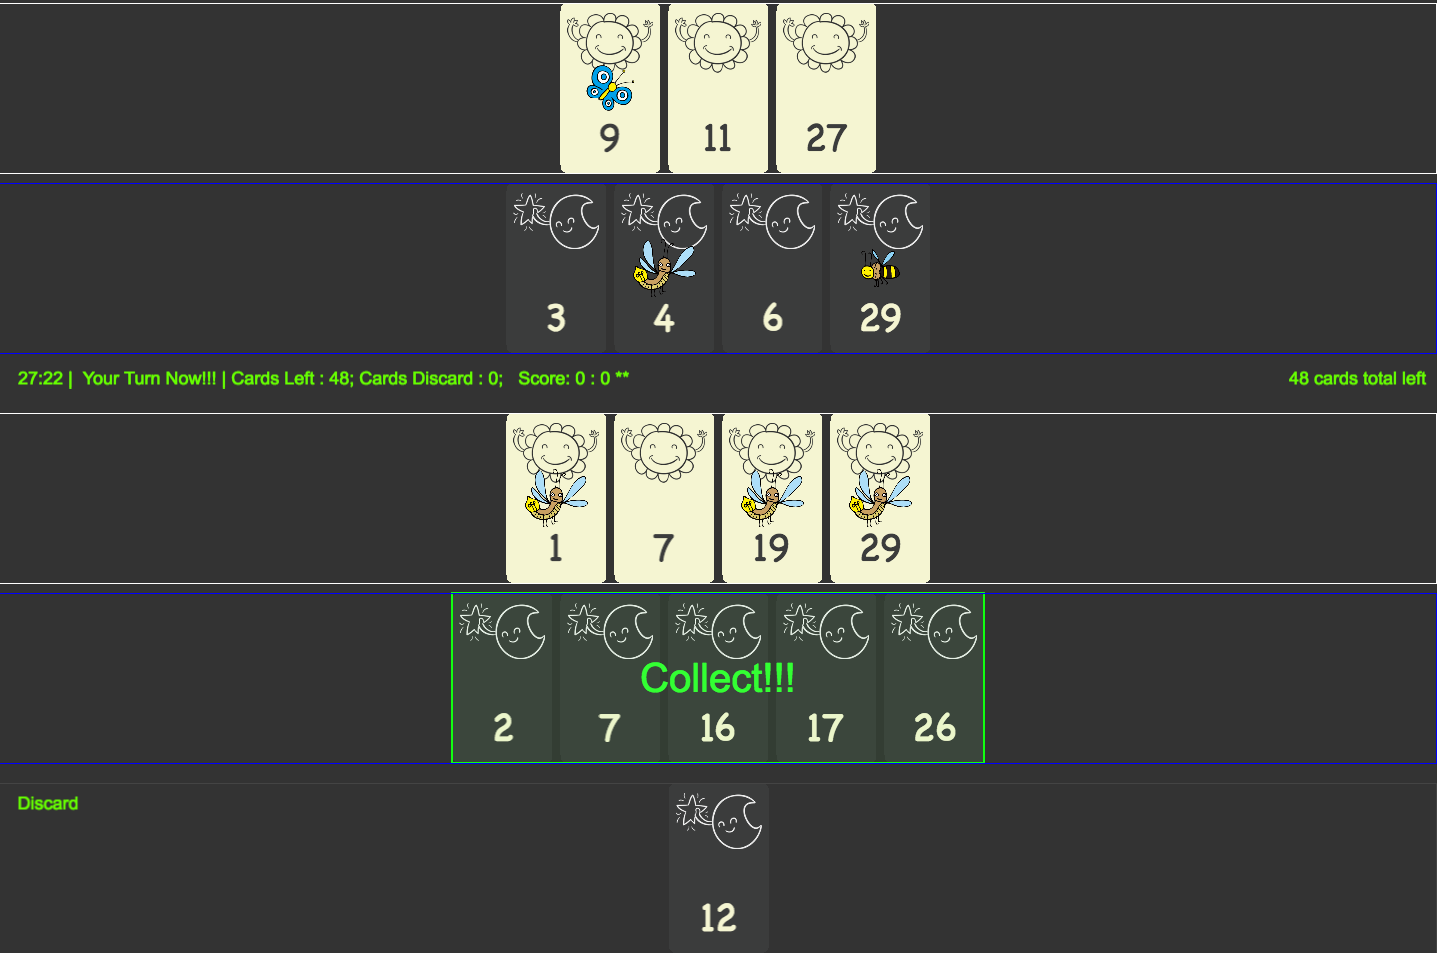 9 11 27
3 4 6 29
27:22 | Your Turn Now!!! | Cards Left : 48; Cards Discard : 0; Score: 0 : 0 ** 48 cards total left
1 7 19 29
Collect!!!
2 7 16 17 26
Discard
12